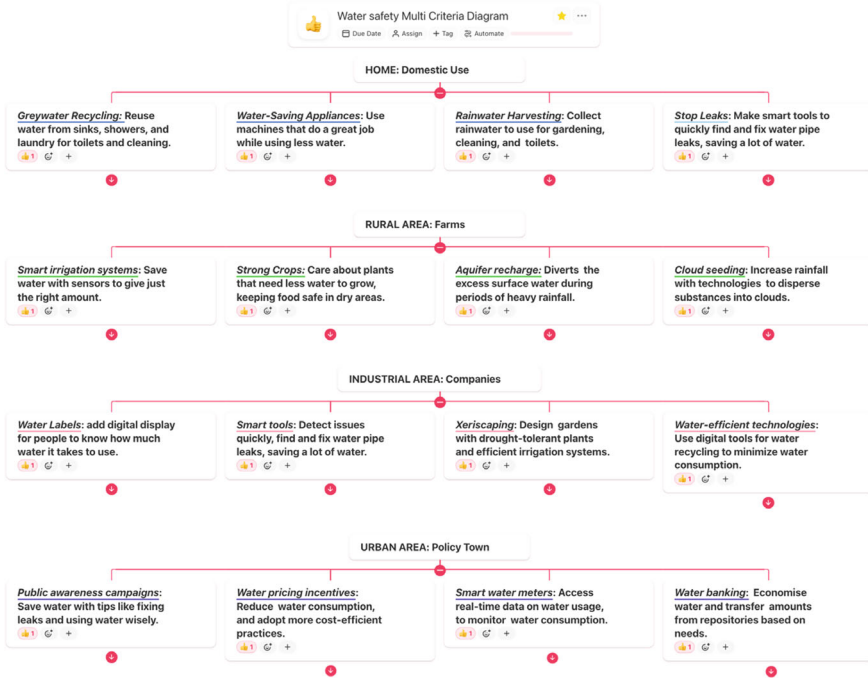 Water safety Multi Criteria Diagram
Due Date Assign + Tag Automate
HOME: Domestic Use
Greywater Recycling: Reuse
water from sinks, showers, and
laundry for toilets and cleaning.
1
Water-Saving Appliances: Use
machines that do a great job
while using less water.
1
Rainwater Harvesting: Collect
rainwater to use for gardening,
cleaning, and toilets.
1
Stop Leaks: Make smart tools to
quickly find and fix water pipe
leaks, saving a lot of water.
1
RURAL AREA: Farms
Smart irrigation systems: Save
water with sensors to give just
the right amount.
1
Strong Crops: Care about plants
that need less water to grow,
keeping food safe in dry areas.
1
Aquifer recharge: Diverts the
excess surface water during
periods of heavy rainfall.
1
Cloud seeding: Increase rainfall
with technologies to disperse
substances into clouds.
1
INDUSTRIAL AREA: Companies
Water Labels: add digital display
for people to know how much
water it takes to use.
1
Smart tools: Detect issues
quickly, find and fix water pipe
leaks, saving a lot of water.
1
Xeriscaping: Design gardens
with drought-tolerant plants
and efficient irrigation systems.
1
Water-efficient technologies:
Use digital tools for water
recycling to minimize water
consumption.
1
URBAN AREA: Policy Town
Public awareness campaigns:
Save water with tips like fixing
leaks and using water wisely.
1
Water pricing incentives:
Reduce water consumption,
and adopt more cost-efficient
practices.
1
Smart water meters: Access
real-time data on water usage,
to monitor water consumption.
1
Water banking: Economise
water and transfer amounts
from repositories based on
needs.
1